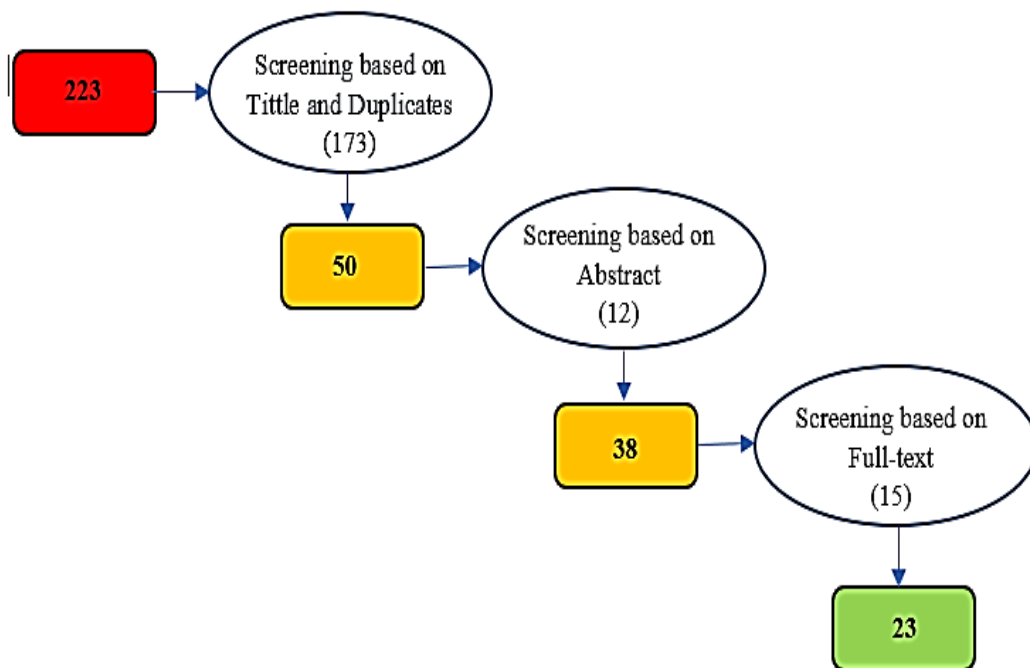 223
Screening based on
Tittle and Duplicates
(173)
50
Screening based on
Abstract
(12)
38
Screening based on
Full-text
(15)
23